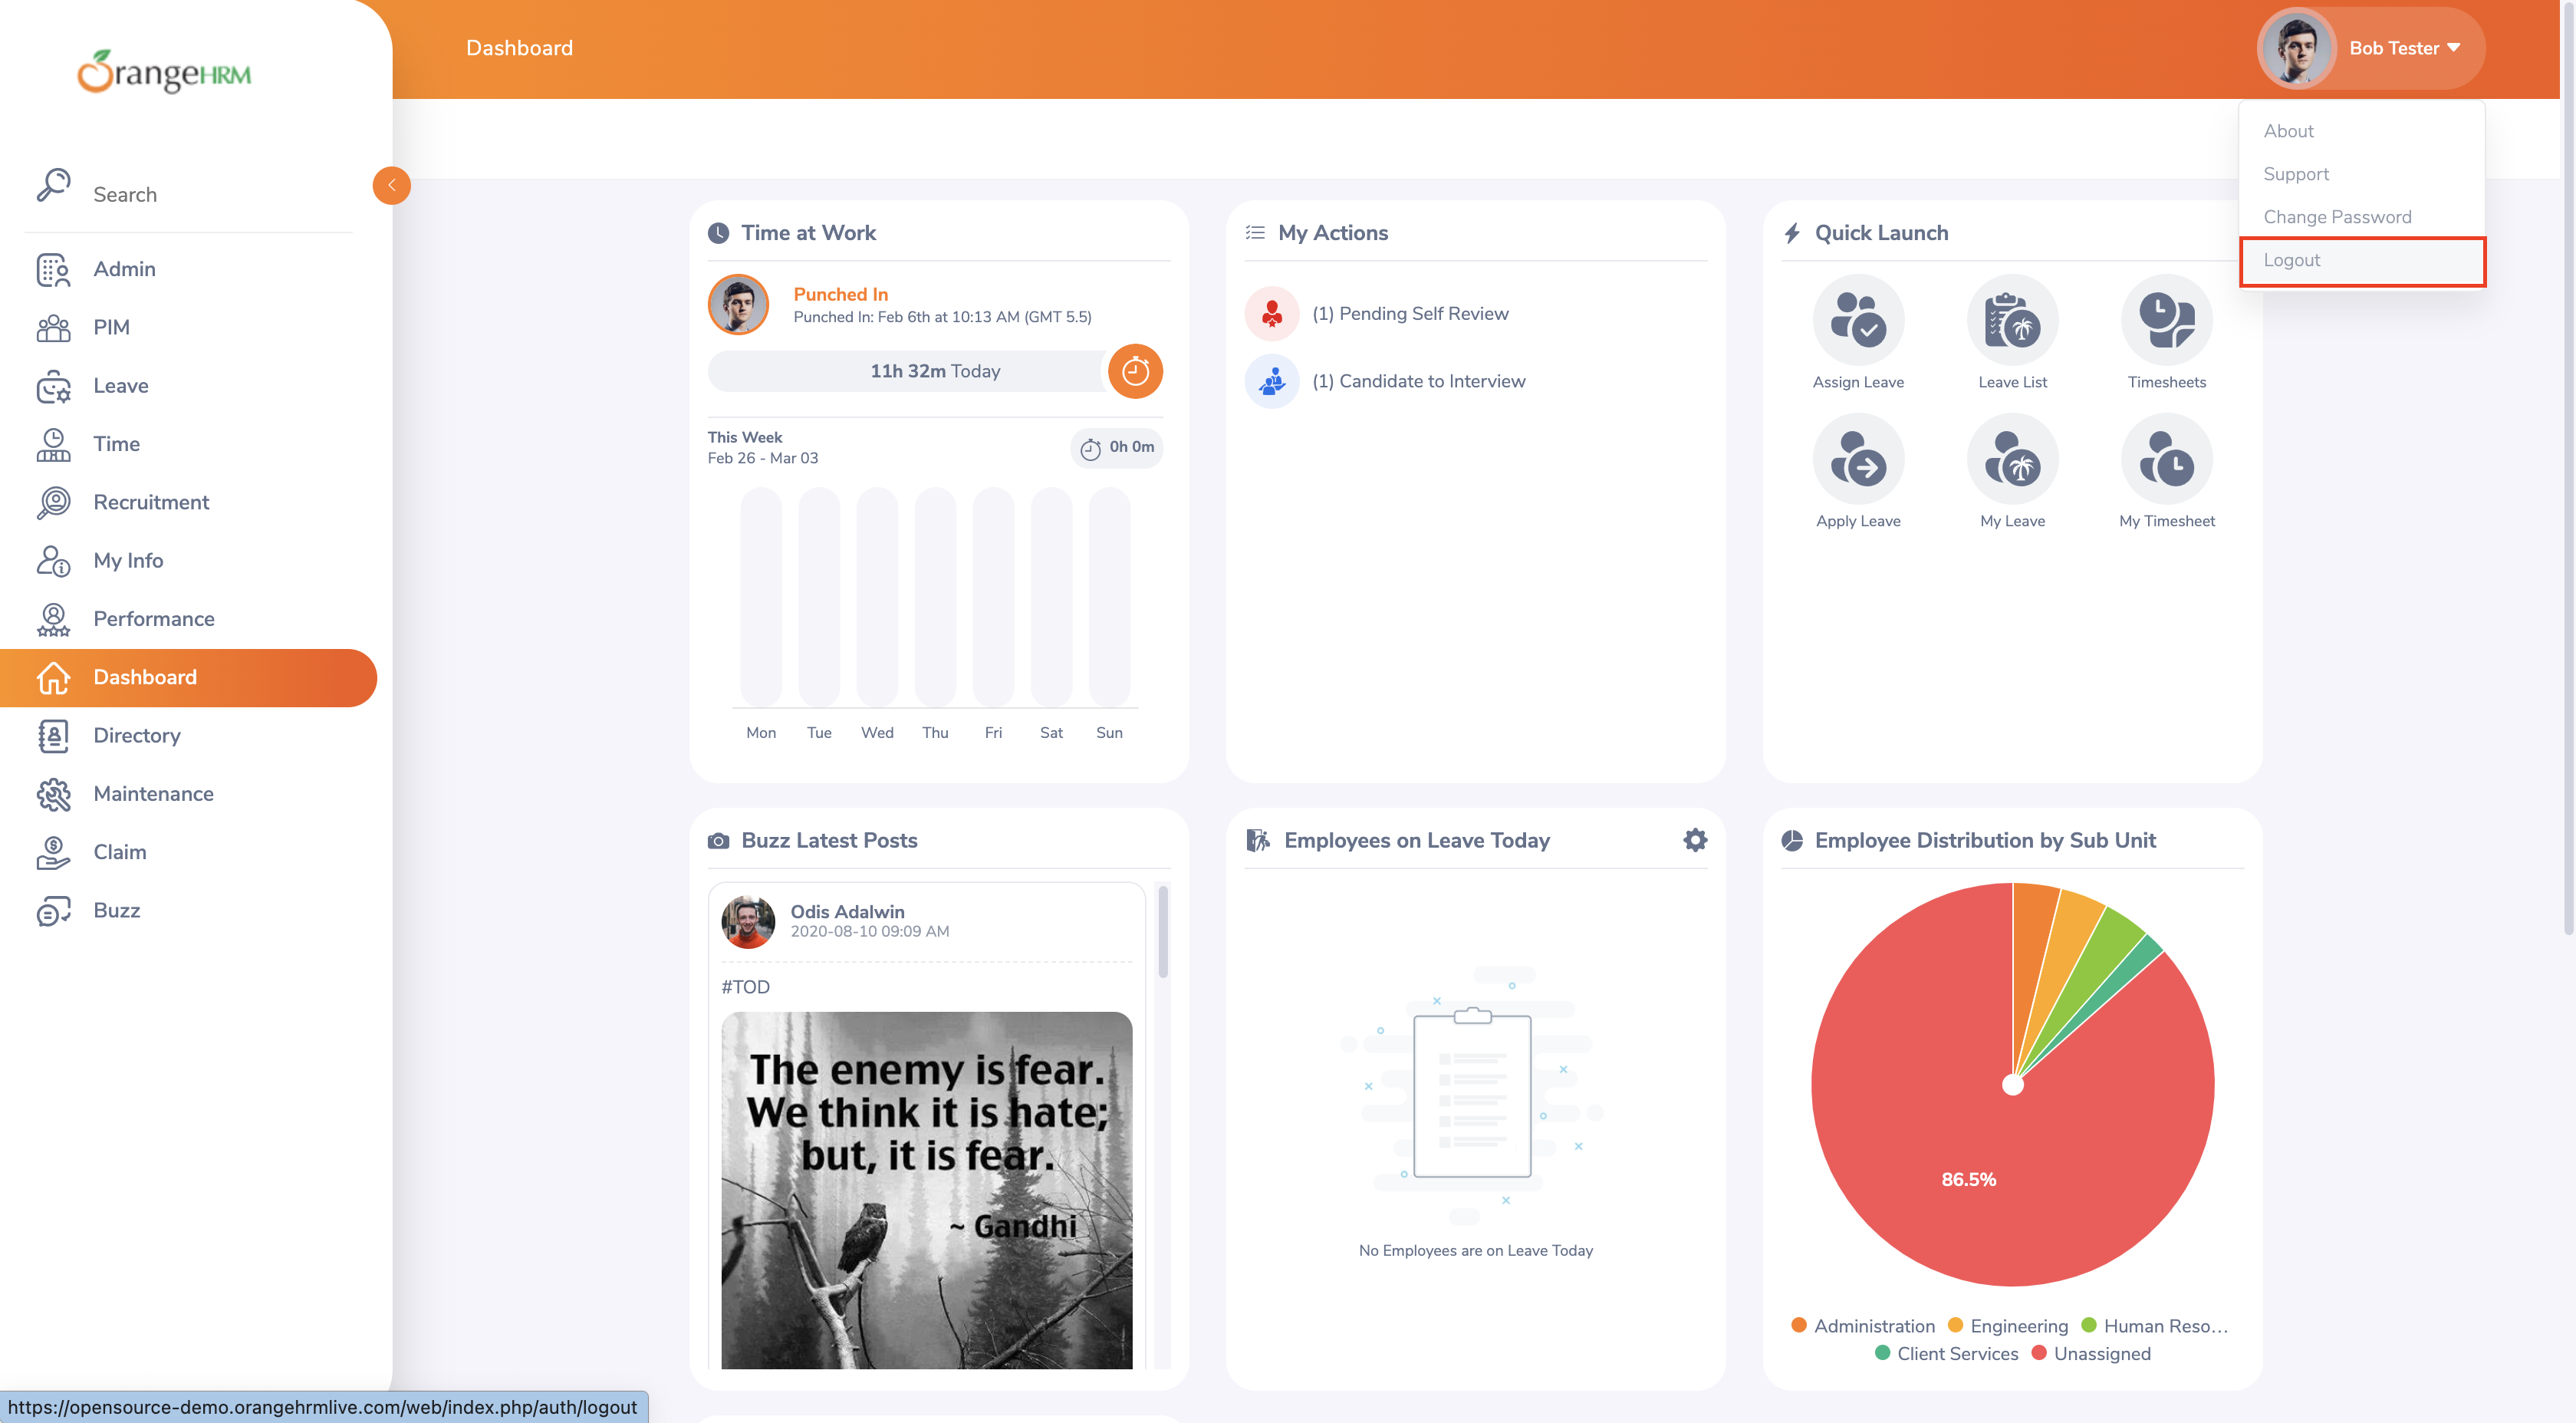 OrangeHRM
Dashboard
Bob Tester
About
Support
Change Password
Logout
Search
Admin
PIM
Leave
Time
Recruitment
My Info
Performance
Dashboard
Directory
Maintenance
Claim
Buzz
Time at Work
Punched In
Punched In: Feb 6th at 10:13 AM (GMT 5.5)
11h 32m Today
This Week
Feb 26 - Mar 03
0h 0m
Mon Tue Wed Thu Fri Sat Sun
My Actions
(1) Pending Self Review
(1) Candidate to Interview
Quick Launch
Assign Leave Leave List Timesheets
Apply Leave My Leave My Timesheet
Buzz Latest Posts
Odis Adalwin
2020-08-10 09:09 AM
#TOD
The enemy is fear.
We think it is hate;
but, it is fear.
~ Gandhi
Employees on Leave Today
No Employees are on Leave Today
Employee Distribution by Sub Unit
86.5%
Administration Engineering Human Reso...
Client Services Unassigned
https://opensource-demo.orangehrmlive.com/web/index.php/auth/logout